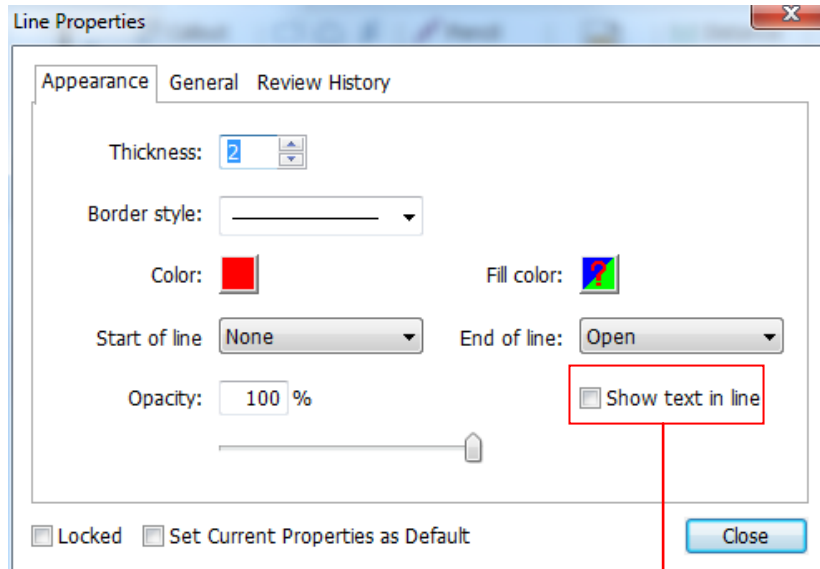 Line Properties
X
Appearance General Review History
Thickness: 2
Border style:
Color: Fill color: ?
Start of line None End of line: Open
Opacity: 100 % Show text in line
Locked Set Current Properties as Default Close